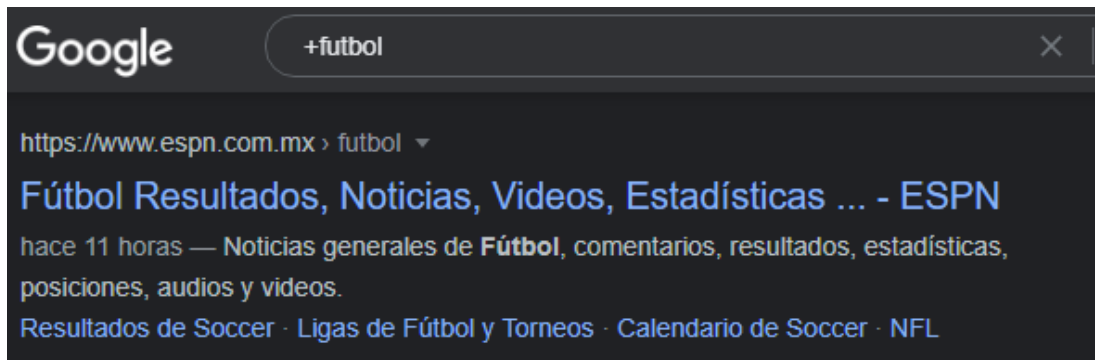 Google +futbol
https://www.espn.com.mx › futbol
Fútbol Resultados, Noticias, Videos, Estadísticas ... - ESPN
hace 11 horas — Noticias generales de Fútbol, comentarios, resultados, estadísticas,
posiciones, audios y videos.
Resultados de Soccer · Ligas de Fútbol y Torneos · Calendario de Soccer · NFL